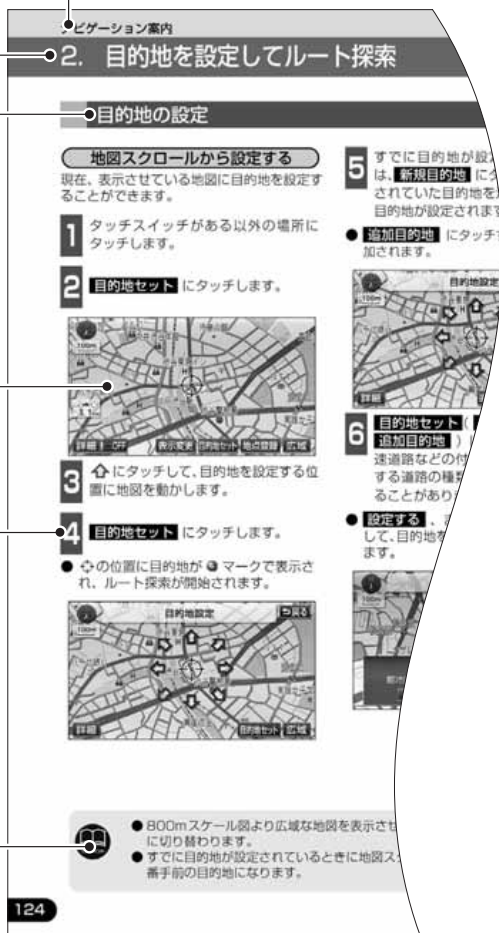 ナビゲーション案内
2. 目的地を設定してルート探索
目的地の設定
地図スクロールから設定する
現在、表示させている地図に目的地を設定す
ることができます。
1
タッチスイッチがある以外の場所に
タッチします。
2
目的地セット にタッチします。
100m
詳細 OFF 表示変更 目的地セット 地点登録 広域
3
にタッチして、目的地を設定する位
置に地図を動かします。
4
目的地セット にタッチします。
● の位置に目的地が マークで表示さ
れ、ルート探索が開始されます。
目的地設定 戻る
100m
詳細 目的地セット 広域
5
すでに目的地が設
は、新規目的地 に
されていた目的地を
目的地が設定されま
● 追加目的地 にタッチ
加されます。
目的地設定
100m
詳細
6
目的地セット (
追加目的地 )
速道路などの付
する道路の種
ることがあり
● 設定する 、
して、目的地を
ます。
● 800mスケール図より広域な地図を表示させ
に切り替わります。
● すでに目的地が設定されているときに地図ス
番手前の目的地になります。
124